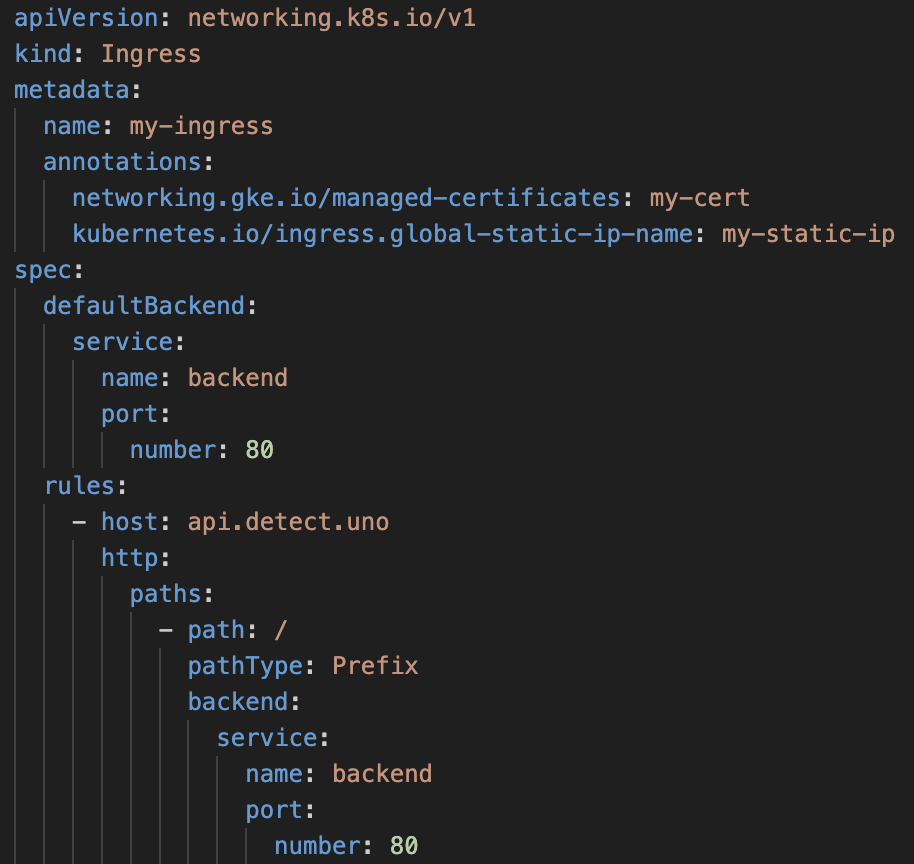 apiVersion: networking.k8s.io/v1
kind: Ingress
metadata:
  name: my-ingress
  annotations:
    networking.gke.io/managed-certificates: my-cert
    kubernetes.io/ingress.global-static-ip-name: my-static-ip
spec:
  defaultBackend:
    service:
      name: backend
      port:
        number: 80
  rules:
    - host: api.detect.uno
      http:
        paths:
          - path: /
            pathType: Prefix
            backend:
              service:
                name: backend
                port:
                  number: 80